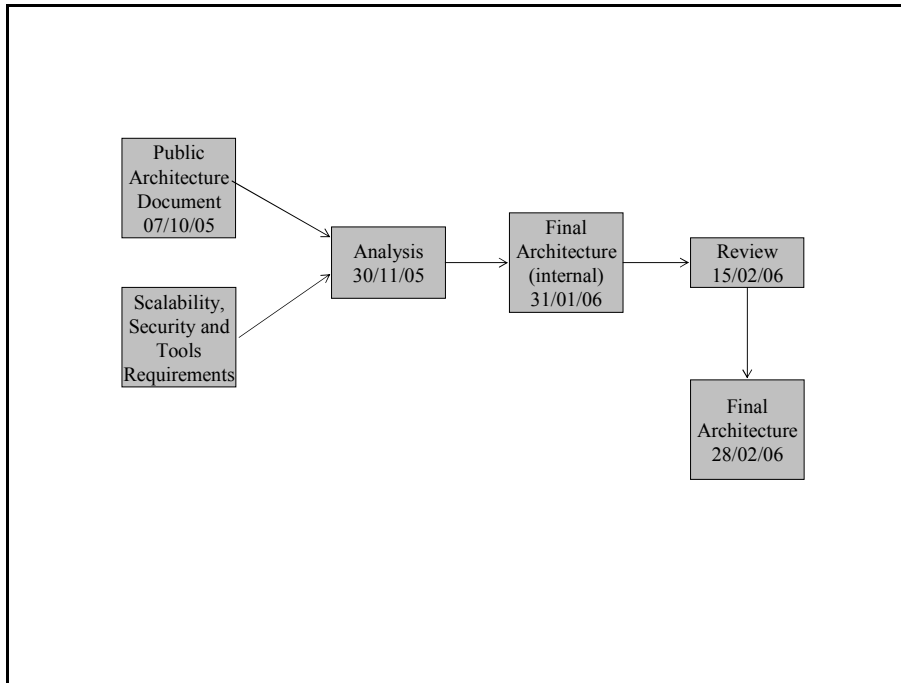 Public
Architecture
Document
07/10/05
Scalability,
Security and
Tools
Requirements
Analysis
30/11/05
Final
Architecture
(internal)
31/01/06
Review
15/02/06
Final
Architecture
28/02/06